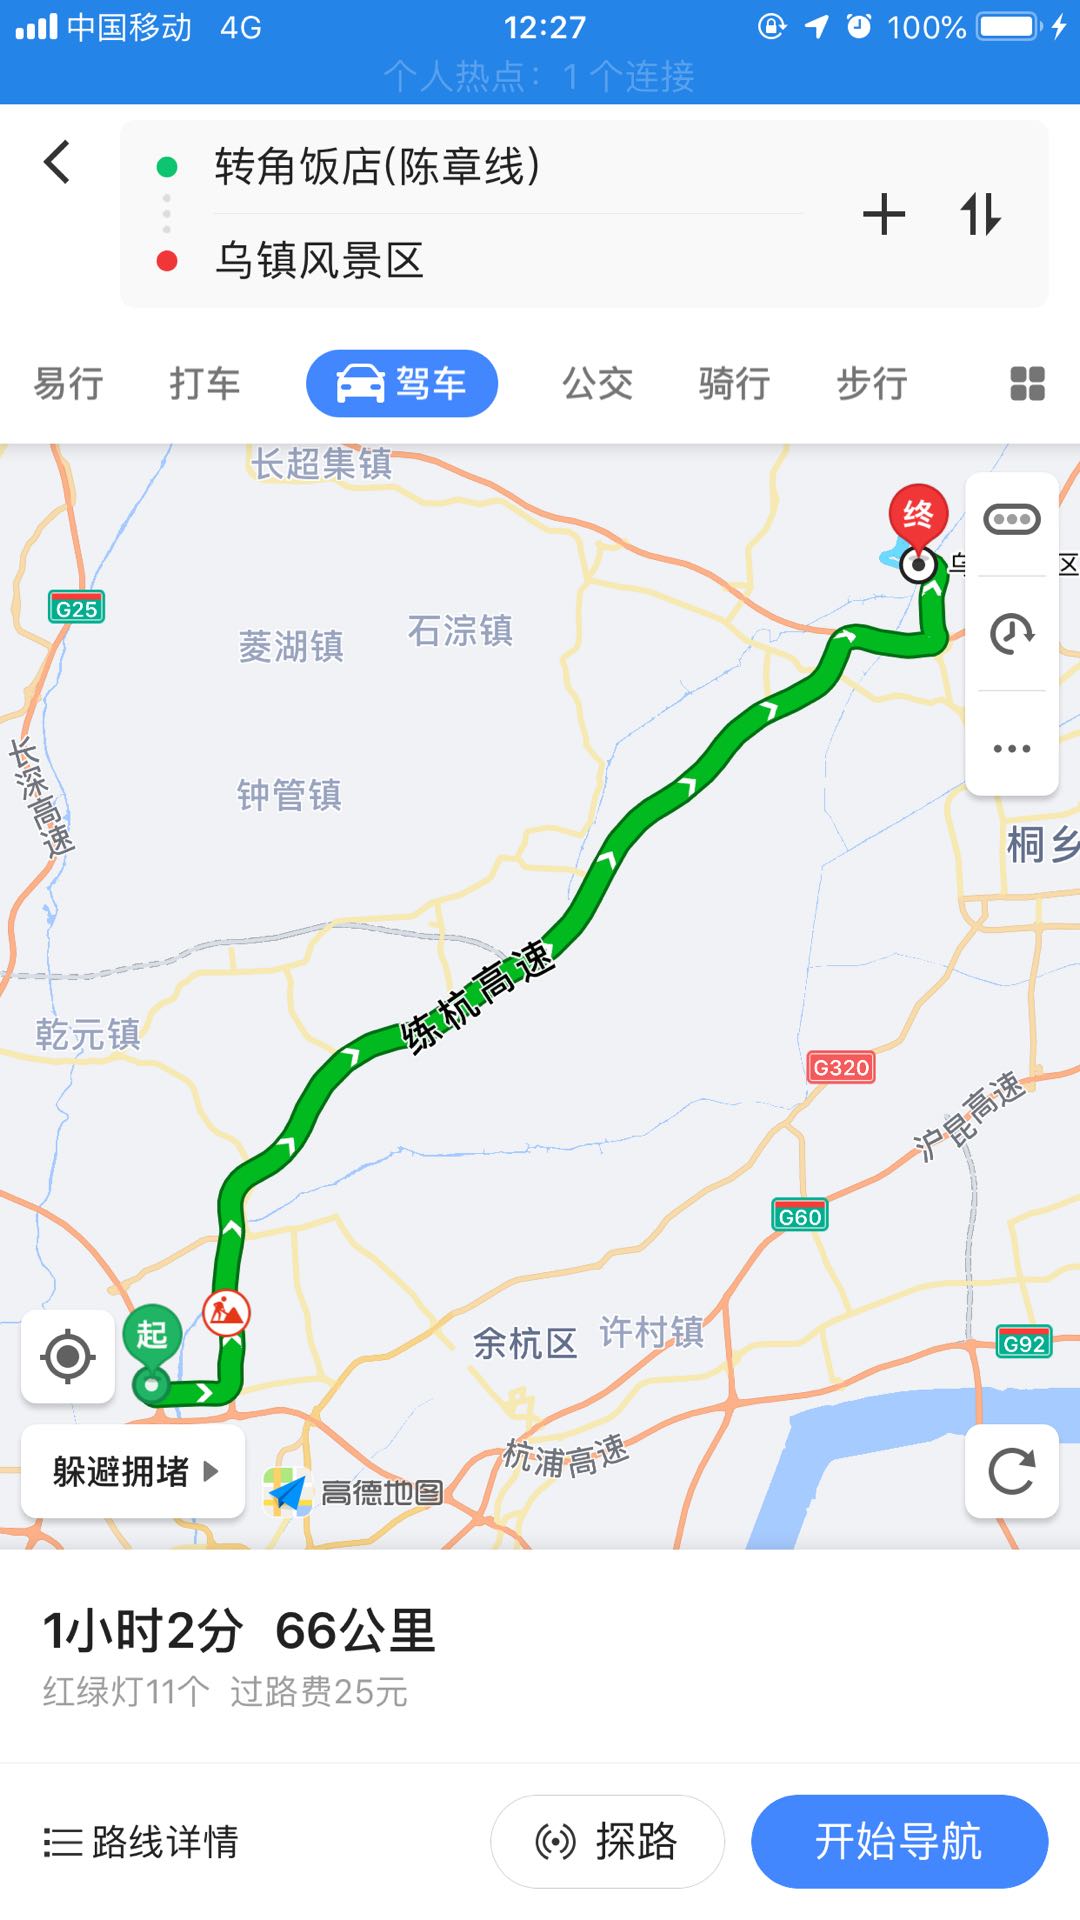 中国移动 4G 12:27 100%
个人热点：1 个连接
转角饭店(陈章线)
乌镇风景区
易行 打车 驾车 公交 骑行 步行
长超集镇
终
乌
区
G25
石淙镇
菱湖镇
长深高速
钟管镇
桐乡
练杭高速
乾元镇
G320
沪昆高速
G60
起
余杭区
许村镇
G92
杭浦高速
躲避拥堵
高德地图
1小时2分 66公里
红绿灯11个 过路费25元
路线详情 探路 开始导航